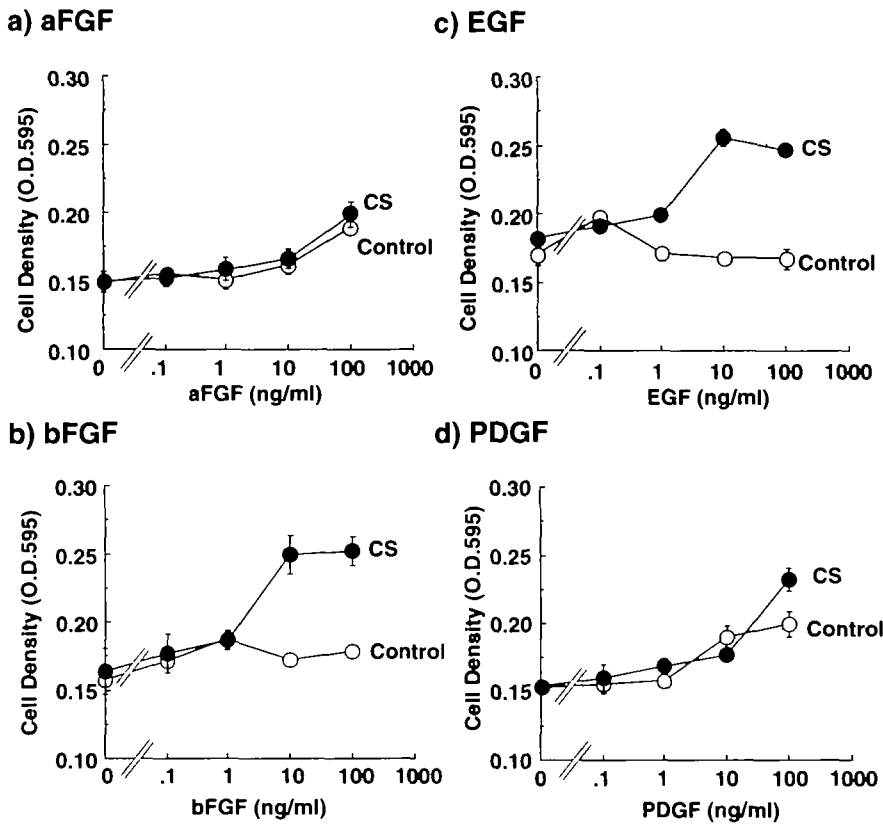 a) aFGF
Cell Density (O.D.595)
0.30
0.25
0.20
0.15
0.10
CS
Control
0 .1 1 10 100 1000
aFGF (ng/ml)
b) bFGF
Cell Density (O.D.595)
0.30
0.25
0.20
0.15
0.10
CS
Control
0 .1 1 10 100 1000
bFGF (ng/ml)
c) EGF
Cell Density (O.D.595)
0.30
0.25
0.20
0.15
0.10
CS
Control
0 .1 1 10 100 1000
EGF (ng/ml)
d) PDGF
Cell Density (O.D.595)
0.30
0.25
0.20
0.15
0.10
CS
Control
0 .1 1 10 100 1000
PDGF (ng/ml)